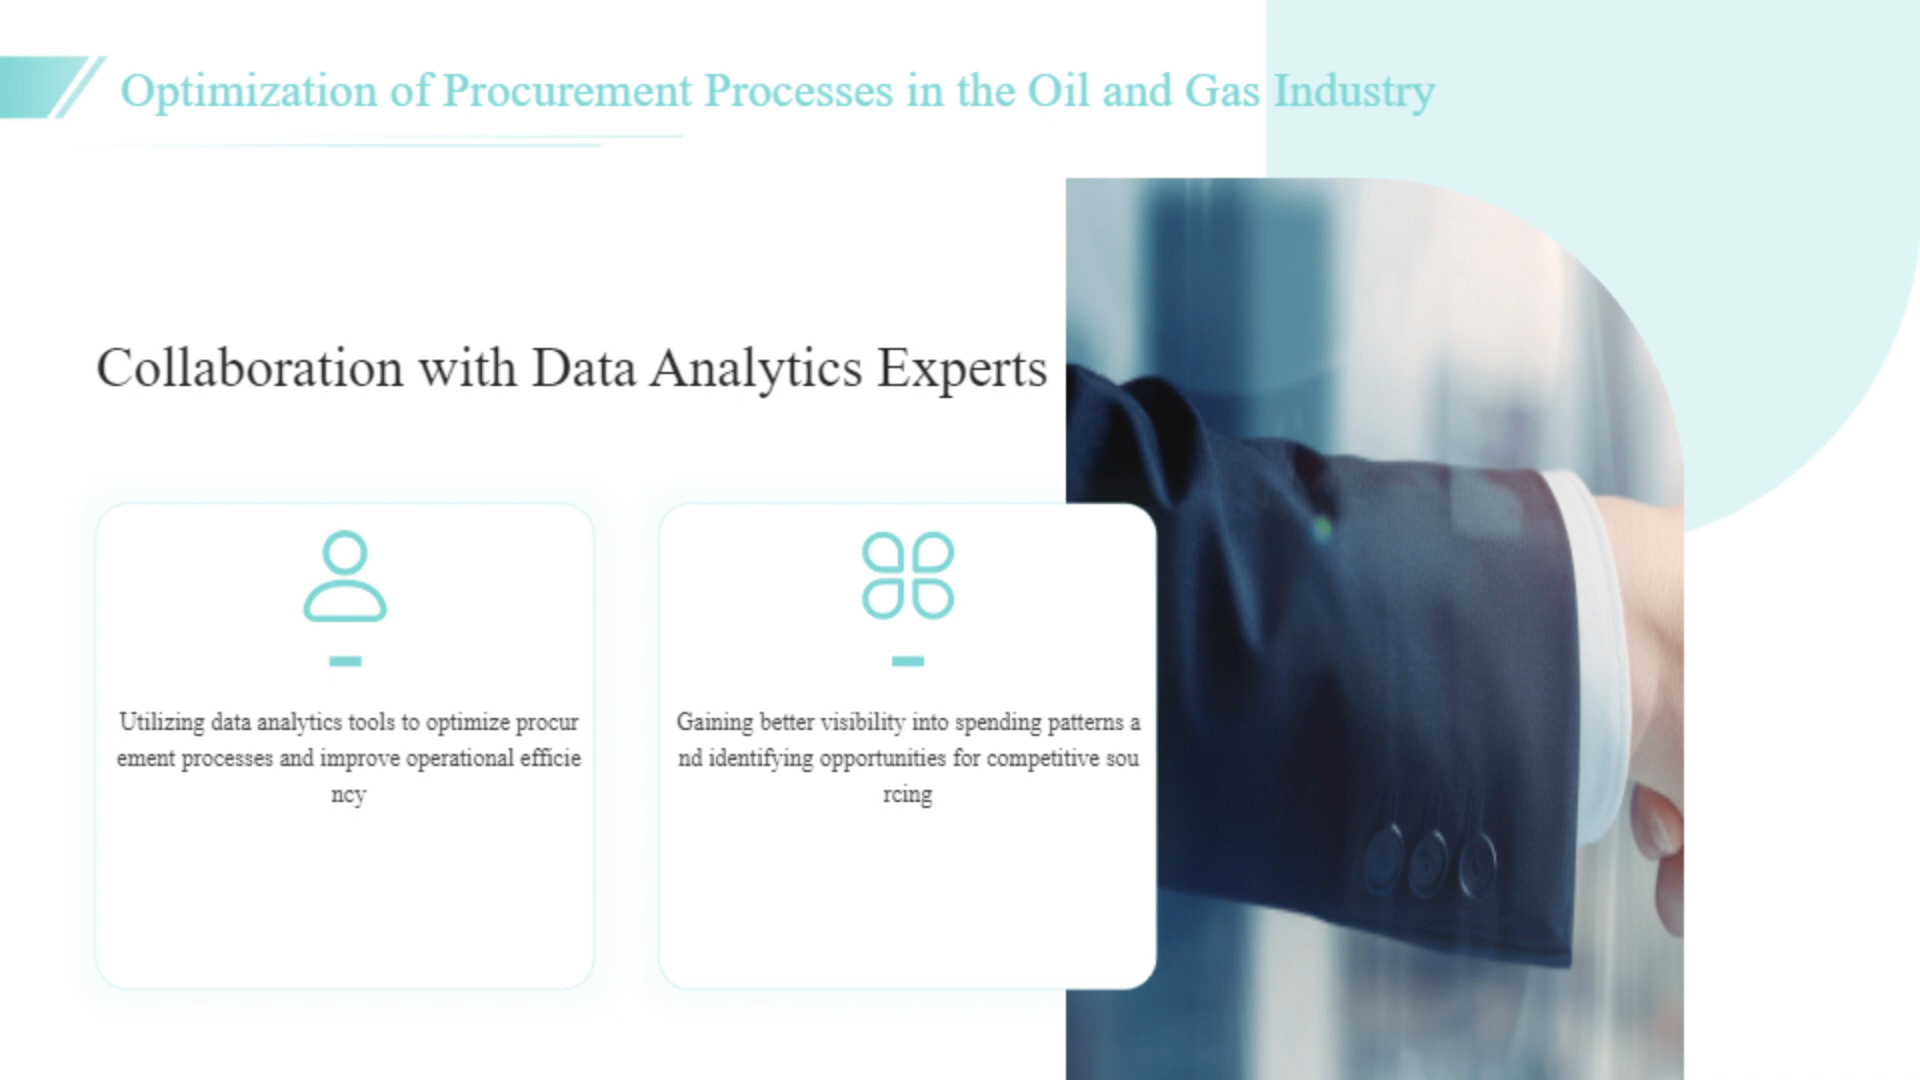 Optimization of Procurement Processes in the Oil and Gas Industry
Collaboration with Data Analytics Experts
Utilizing data analytics tools to optimize procur
ement processes and improve operational efficie
ncy
Gaining better visibility into spending patterns a
nd identifying opportunities for competitive sou
rcing